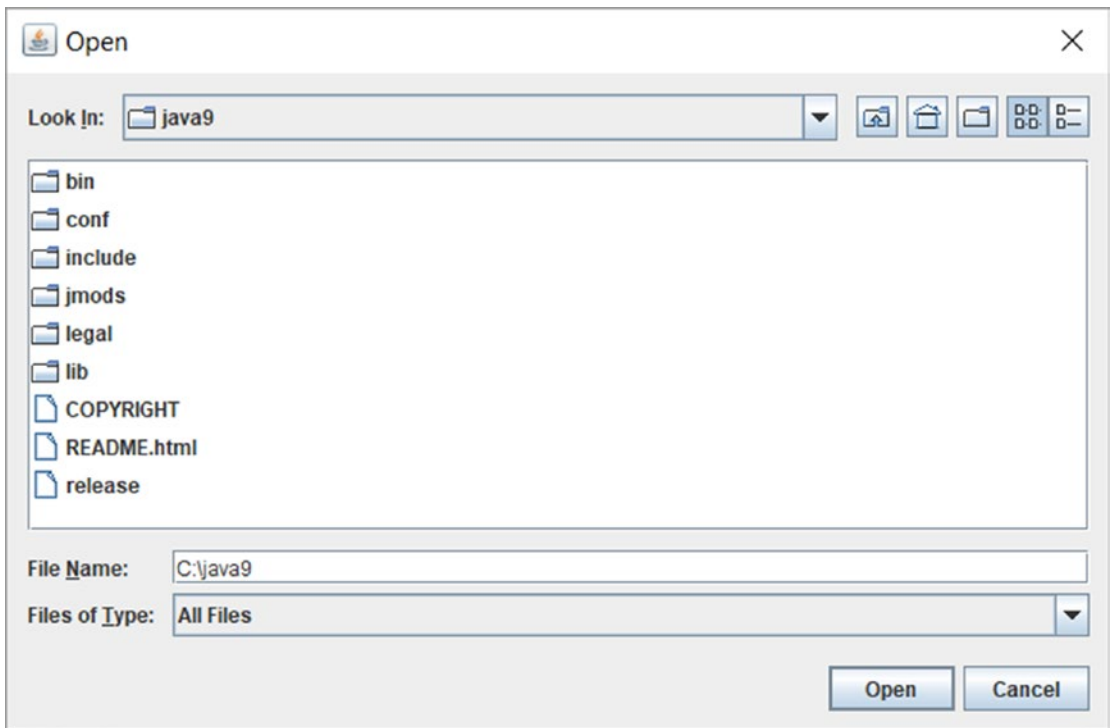 Open
Look In: java9
bin
conf
include
jmods
legal
lib
COPYRIGHT
README.html
release
File Name: C:\java9
Files of Type: All Files
Open Cancel